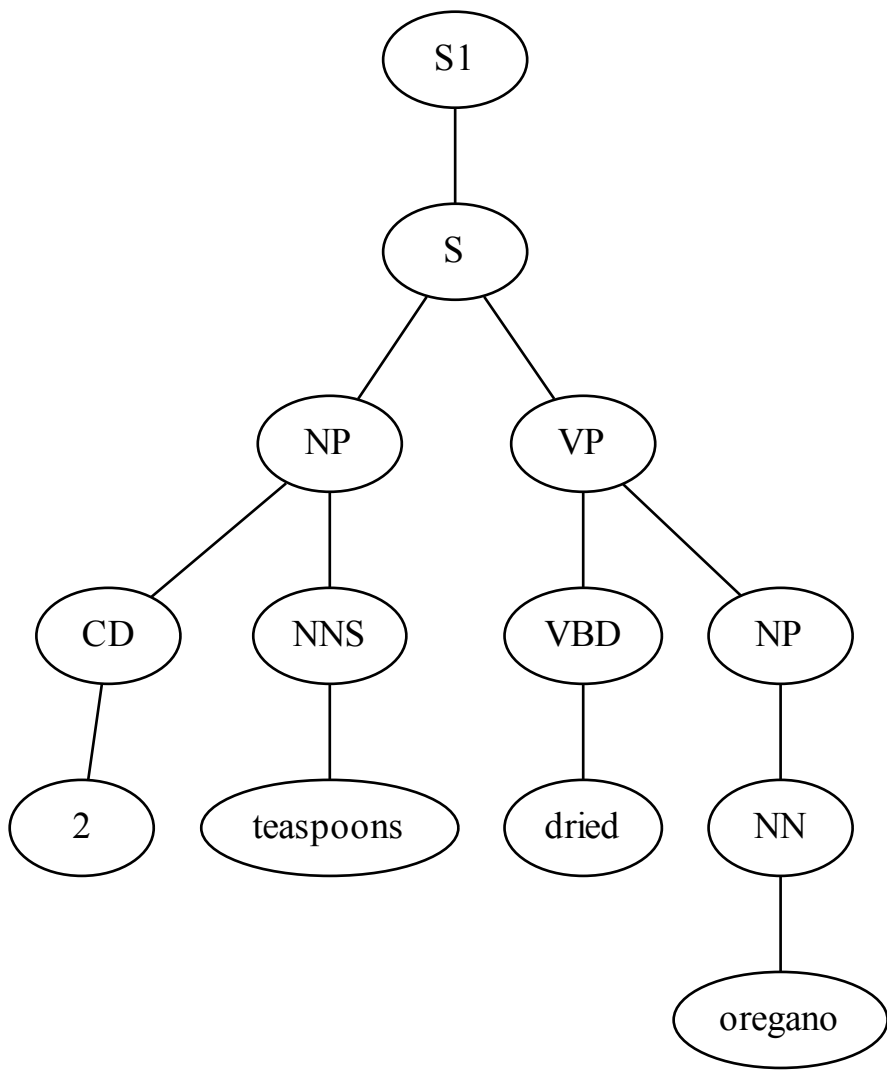 S1
S
NP VP
CD NNS VBD NP
2 teaspoons dried NN
oregano